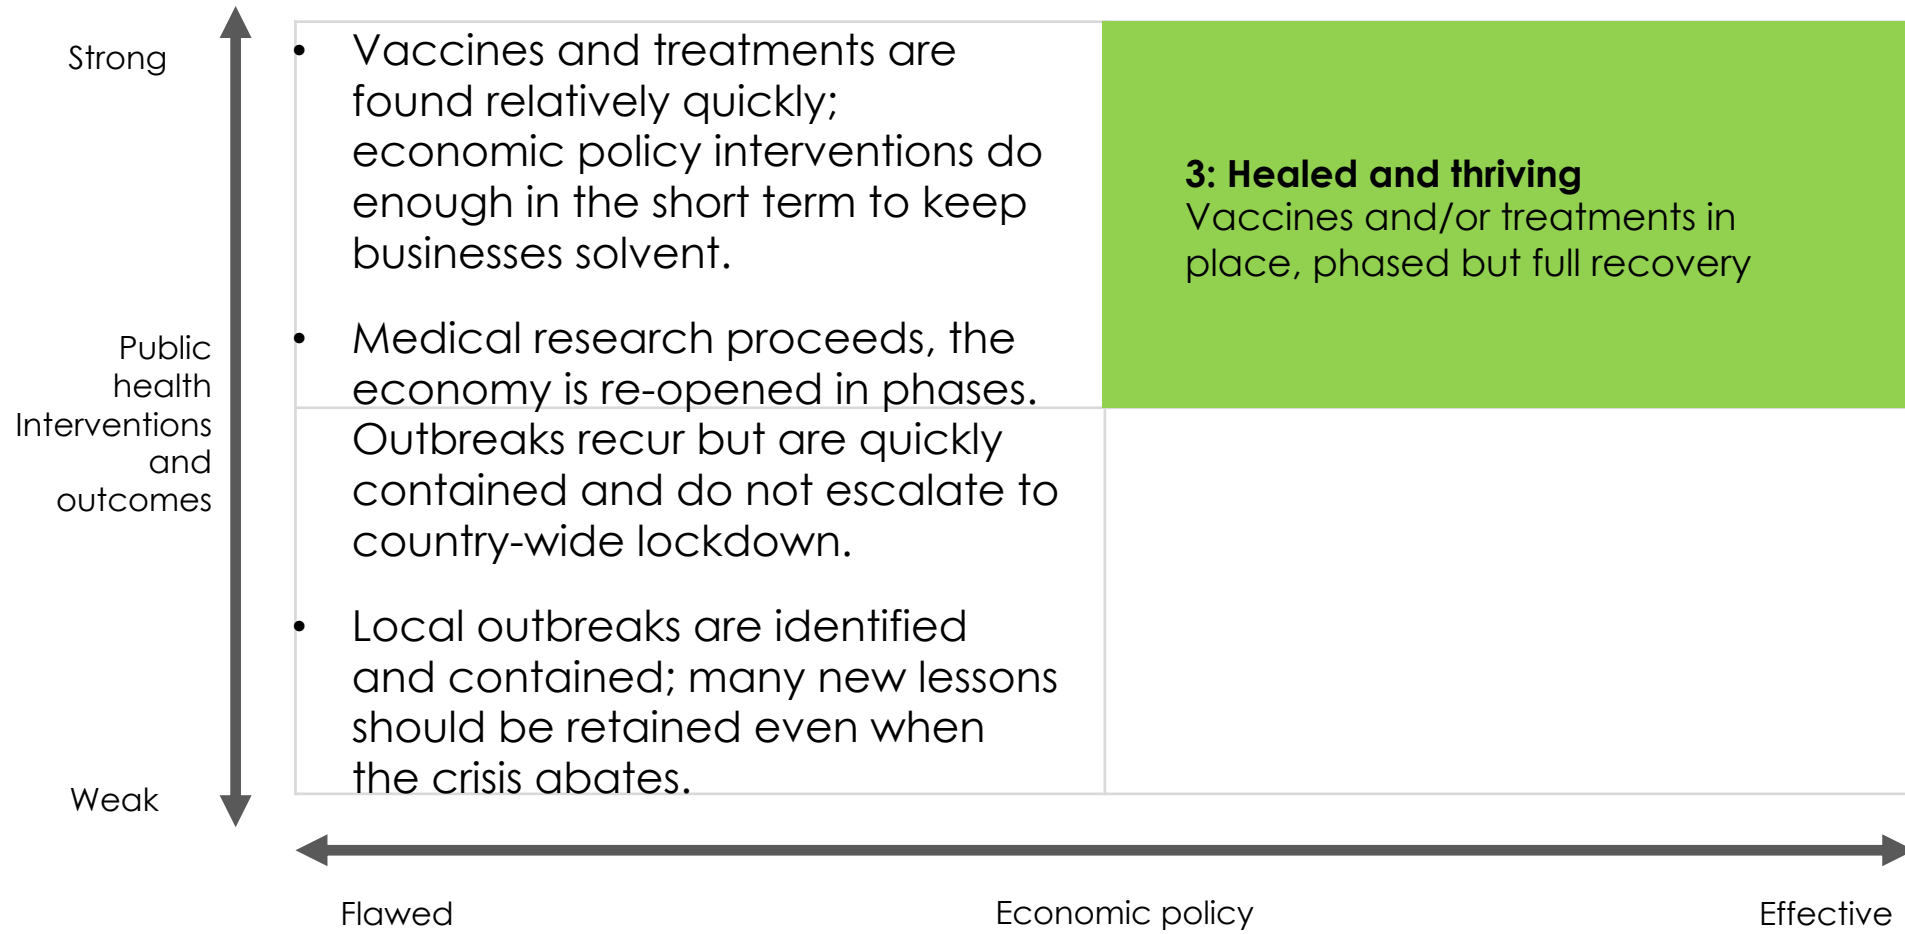 Strong
• Vaccines and treatments are
found relatively quickly;
economic policy interventions do
enough in the short term to keep
businesses solvent.
• Medical research proceeds, the
economy is re-opened in phases.
Outbreaks recur but are quickly
contained and do not escalate to
country-wide lockdown.
• Local outbreaks are identified
and contained; many new lessons
should be retained even when
the crisis abates.
3: Healed and thriving
Vaccines and/or treatments in
place, phased but full recovery
Public
health
Interventions
and
outcomes
Weak
Flawed
Economic policy
Effective